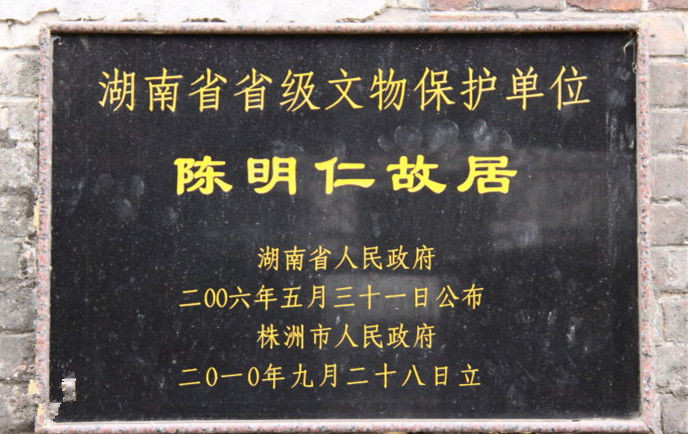 湖南省省级文物保护单位
陈明仁故居
湖南省人民政府
二00六年五月三十一日公布
株洲市人民政府
二0一0年九月二十八日立